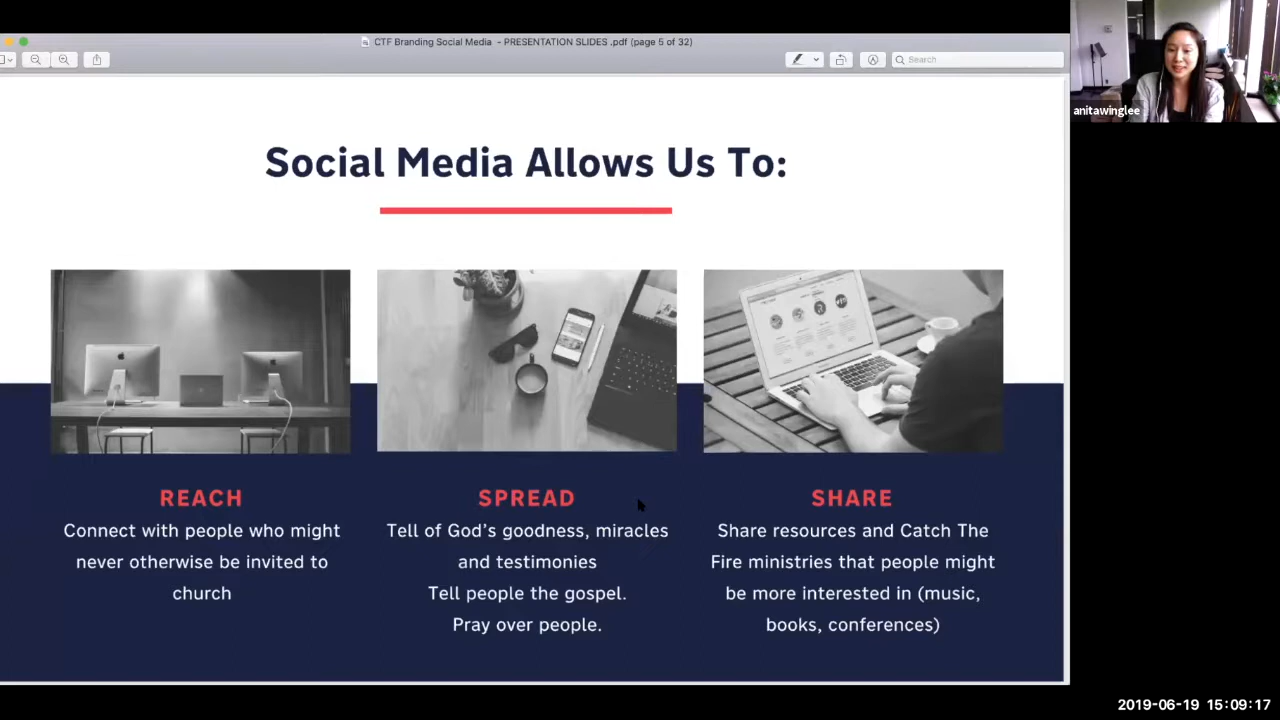 CTF Branding Social Media - PRESENTATION SLIDES .pdf (page 5 of 32)
Search
anitawinglee
Social Media Allows Us To:
REACH
Connect with people who might
never otherwise be invited to
church
SPREAD
Tell of God's goodness, miracles
and testimonies
Tell people the gospel.
Pray over people.
SHARE
Share resources and Catch The
Fire ministries that people might
be more interested in (music,
books, conferences)
2019-06-19 15:09:17